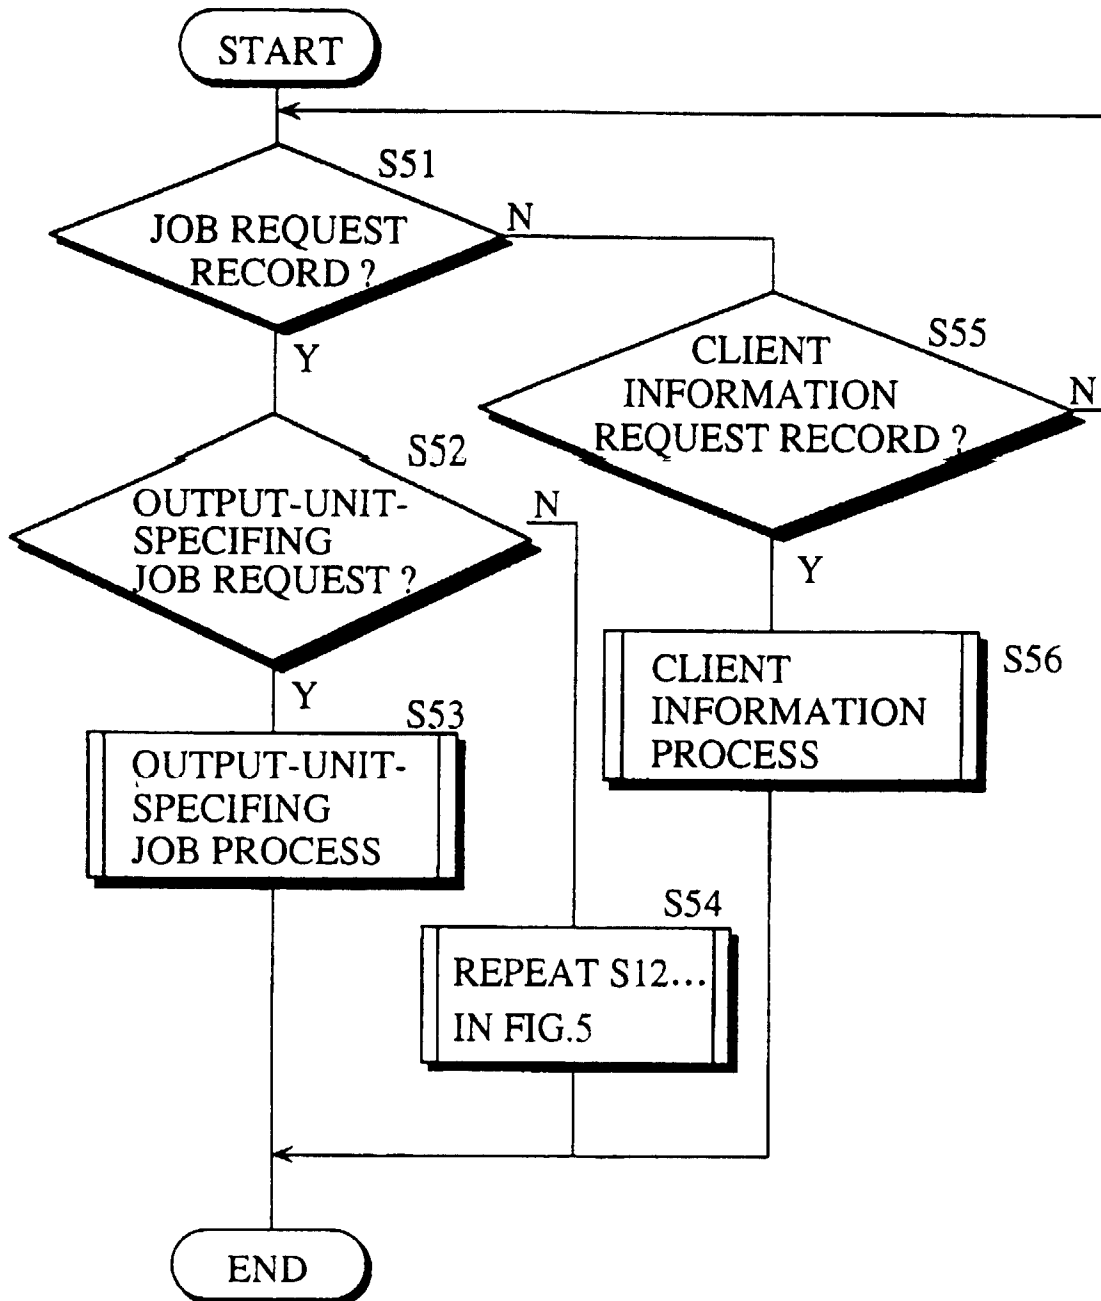 START
S51
JOB REQUEST
RECORD ?
N
Y
S55
CLIENT
INFORMATION
REQUEST RECORD ?
N
Y
S52
OUTPUT-UNIT-
SPECIFING
JOB REQUEST ?
N
Y
S53
OUTPUT-UNIT-
SPECIFING
JOB PROCESS
S56
CLIENT
INFORMATION
PROCESS
S54
REPEAT S12...
IN FIG.5
END